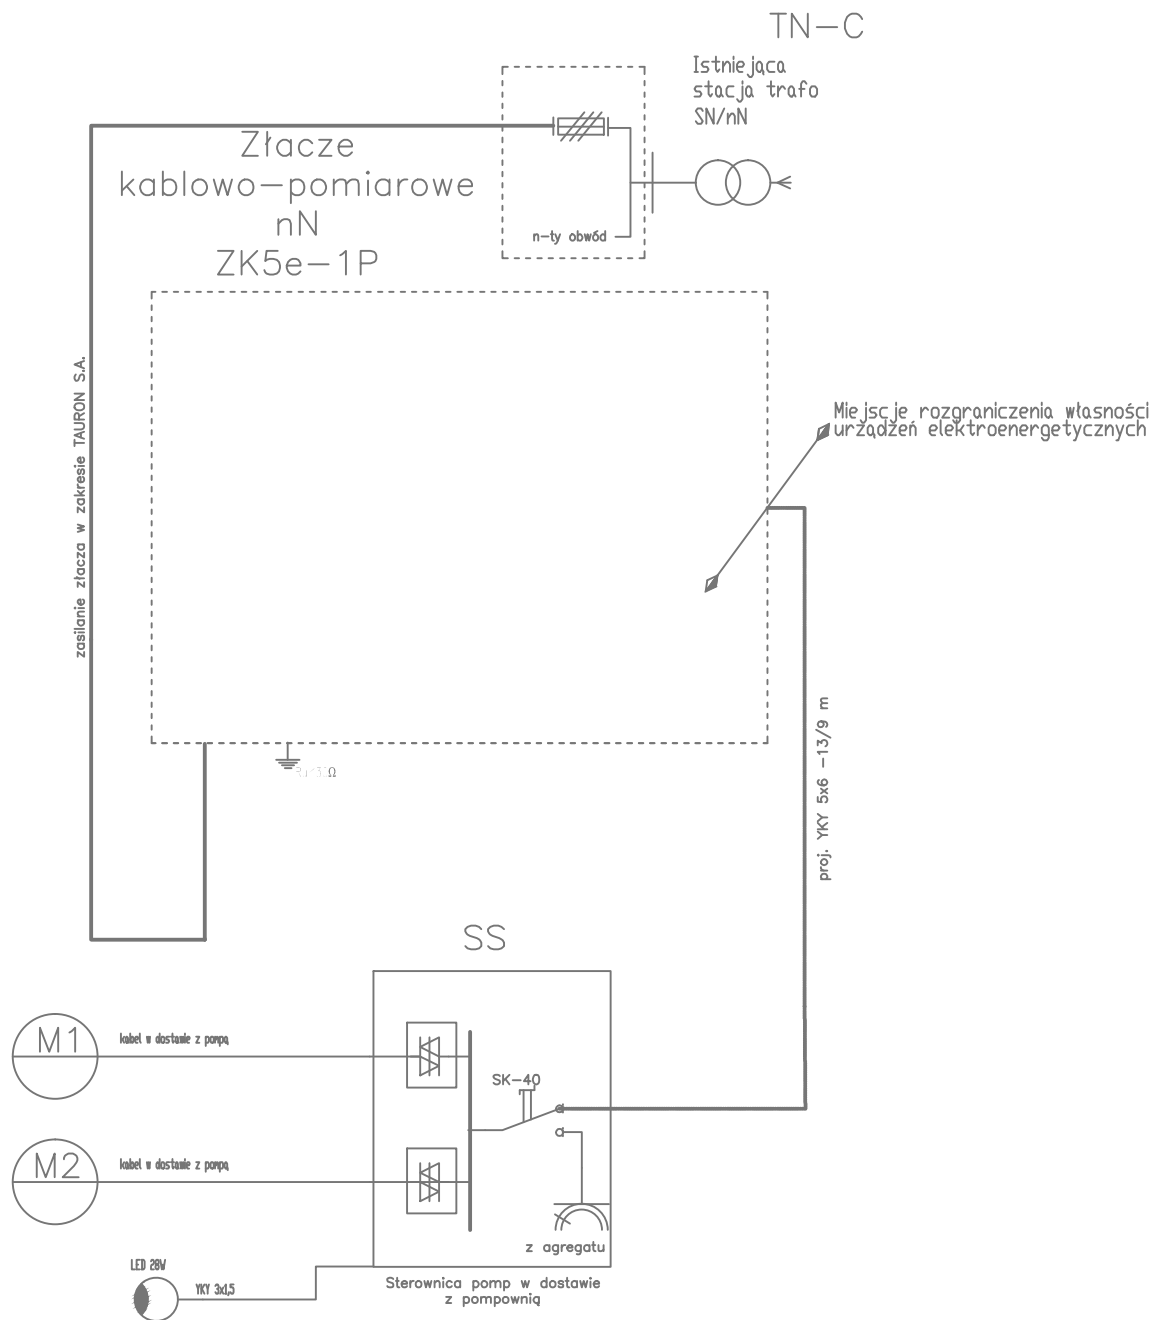 TN-C
Istniejąca
stacja trafo
SN/nN
Złacze
kablowo-pomiarowe
nN
ZK5e-1P
n-ty obwód
zasilanie złacza w zakresie TAURON S.A.
Miejscje rozgraniczenia własności
urządzeń elektroenergetycznych
proj. YKY 5x6 -13/9 m
SS
M1
kabel w dostawie z pompą
SK-40
M2
kabel w dostawie z pompą
z agregatu
LED 28W
YKY 3x1,5
Sterownica pomp w dostawie
z pompownią